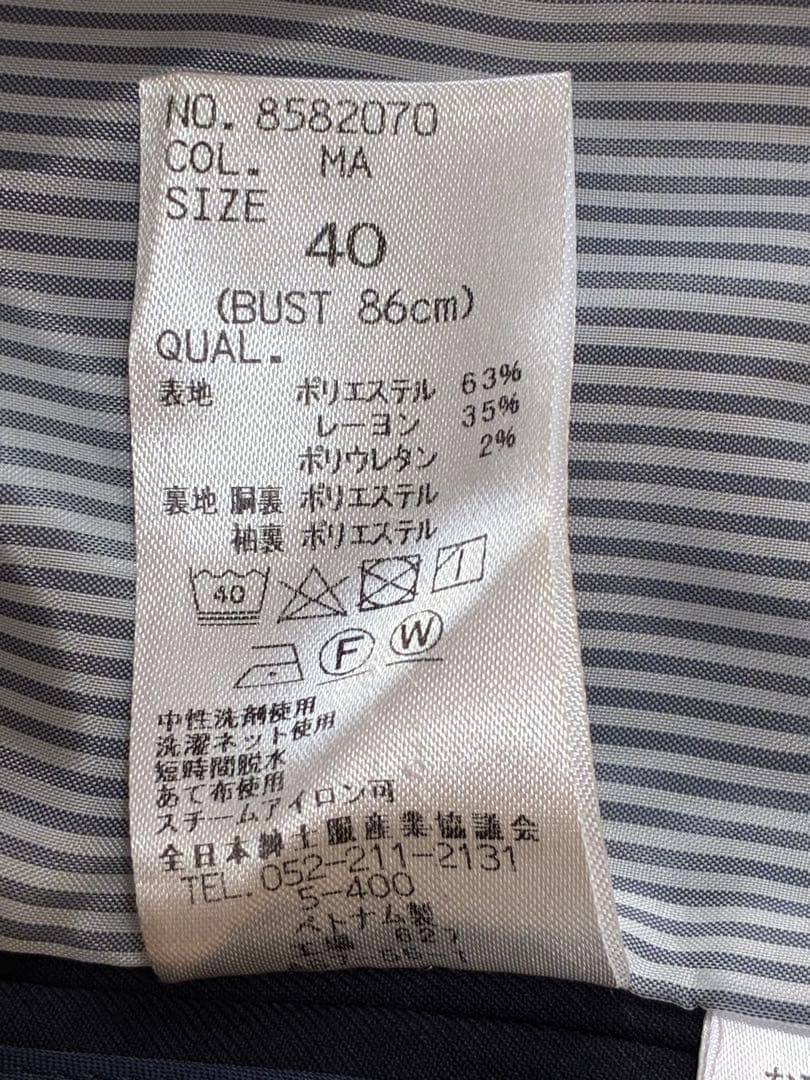 NO. 8582070
COL. MA
SIZE
40
(BUST 86cm)
QUAL.
表地 ポリエステル 63%
レーヨン 35%
ポリウレタン 2%
裏地 胴裏 ポリエステル
袖裏 ポリエステル
40
F W
中性洗剤使用
洗濯ネット使用
短時間脱水
あて布使用
スチームアイロン可
全日本紳士服産業協議会
TEL.052-211-2131
5-400
ベトナム製